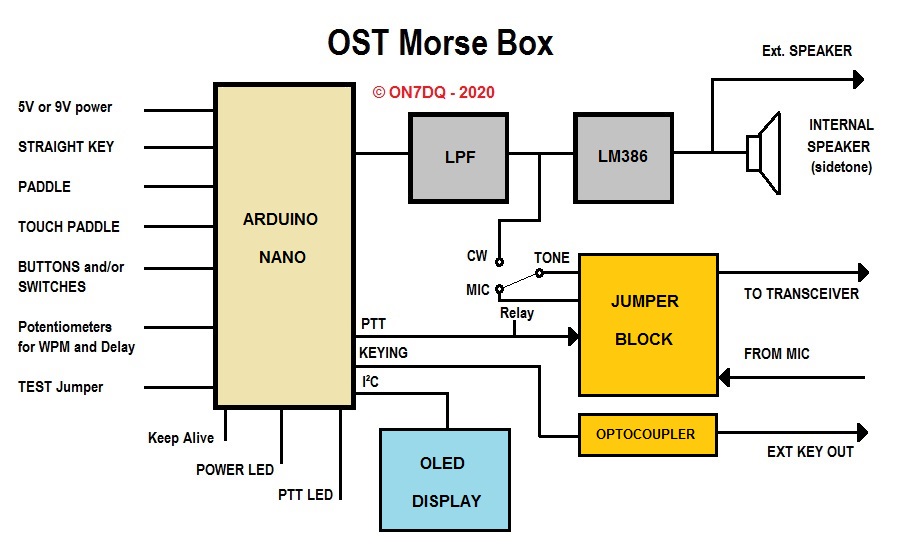 OST Morse Box
© ON7DQ - 2020
Ext. SPEAKER
INTERNAL
SPEAKER
(sidetone)
5V or 9V power
STRAIGHT KEY
PADDLE
TOUCH PADDLE
BUTTONS and/or
SWITCHES
Potentiometers
for WPM and Delay
TEST Jumper
ARDUINO
NANO
LPF
LM386
CW
TONE
MIC
Relay
PTT
KEYING
I²C
JUMPER
BLOCK
TO TRANSCEIVER
FROM MIC
OPTOCOUPLER
EXT KEY OUT
Keep Alive
POWER LED
PTT LED
OLED
DISPLAY